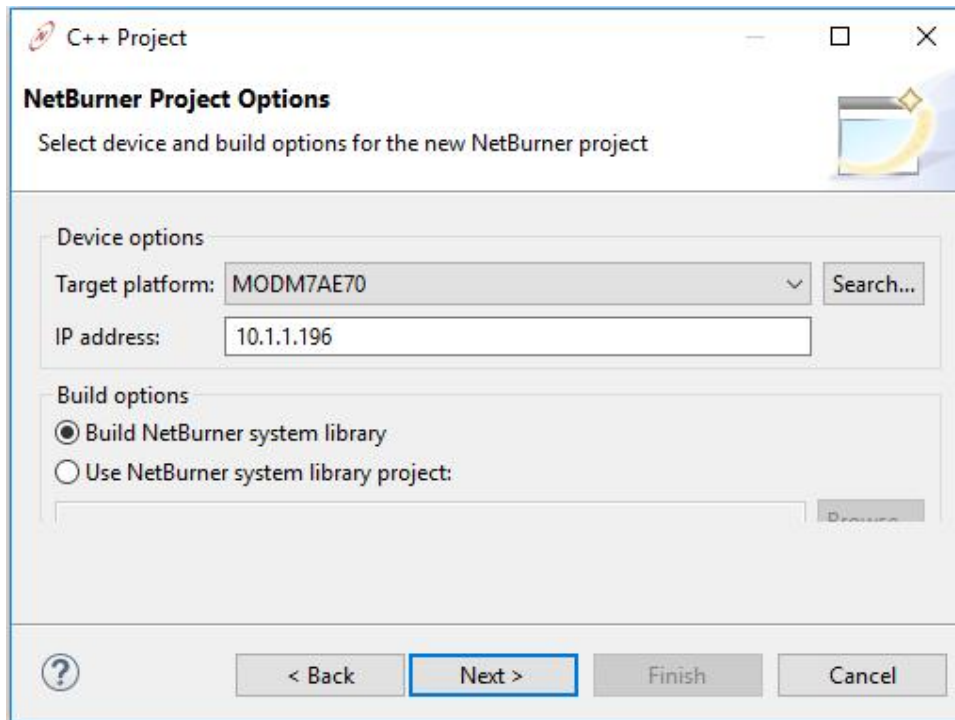 C++ Project
NetBurner Project Options
Select device and build options for the new NetBurner project
Device options
Target platform: MODM7AE70 Search...
IP address: 10.1.1.196
Build options
Build NetBurner system library
Use NetBurner system library project:
? < Back Next > Finish Cancel